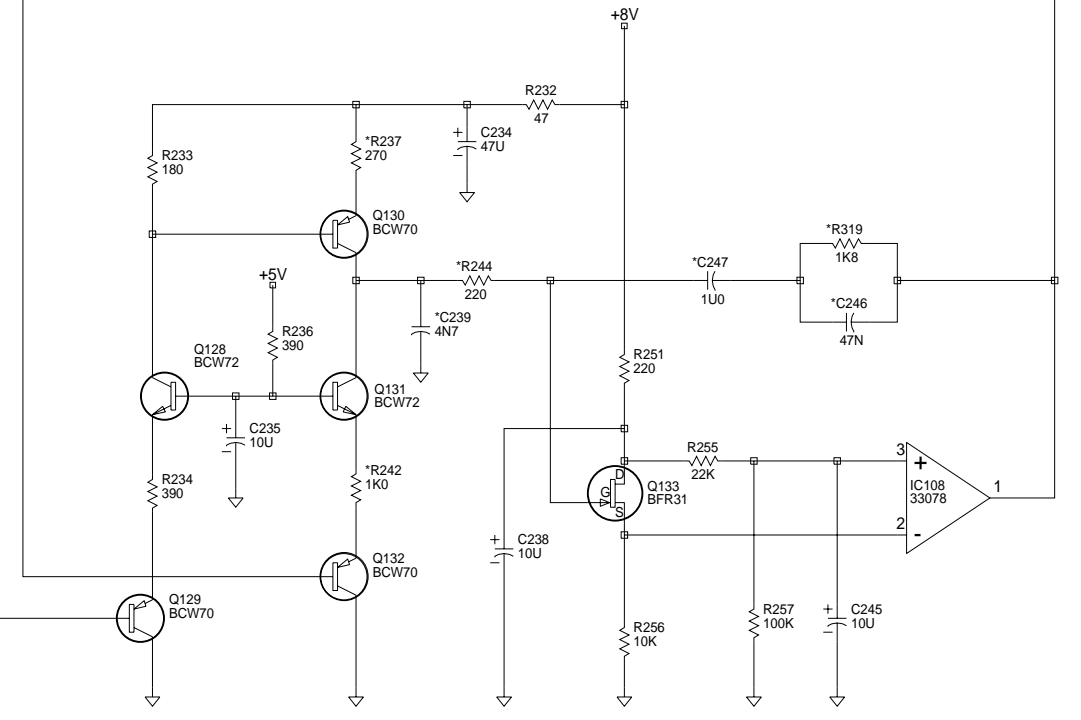 +8V
R232
47
+
C234
47U
-
*R237
270
R233
180
Q130
BCW70
*R244
220
*C247
1U0
*R319
1K8
*C246
47N
+5V
*C239
4N7
R236
390
Q128
BCW72
R251
220
Q131
BCW72
+
C235
10U
-
R234
390
*R242
1K0
R255
22K
3
+
IC108
33078
1
2
-
D
G
S
Q133
BFR31
+
C238
10U
-
Q132
BCW70
Q129
BCW70
R256
10K
R257
100K
+
C245
10U
-